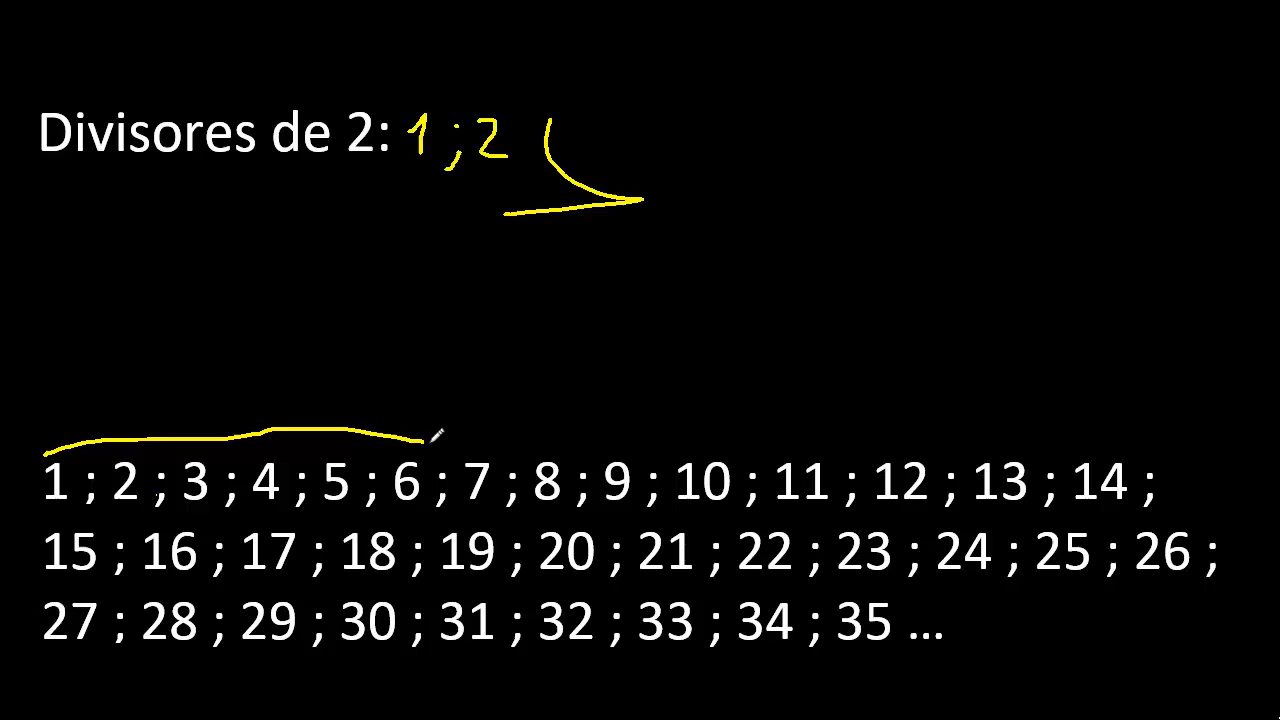 Divisores de 2: 1 ; 2
1 ; 2 ; 3 ; 4 ; 5 ; 6 ; 7 ; 8 ; 9 ; 10 ; 11 ; 12 ; 13 ; 14 ;
15 ; 16 ; 17 ; 18 ; 19 ; 20 ; 21 ; 22 ; 23 ; 24 ; 25 ; 26 ;
27 ; 28 ; 29 ; 30 ; 31 ; 32 ; 33 ; 34 ; 35 ...